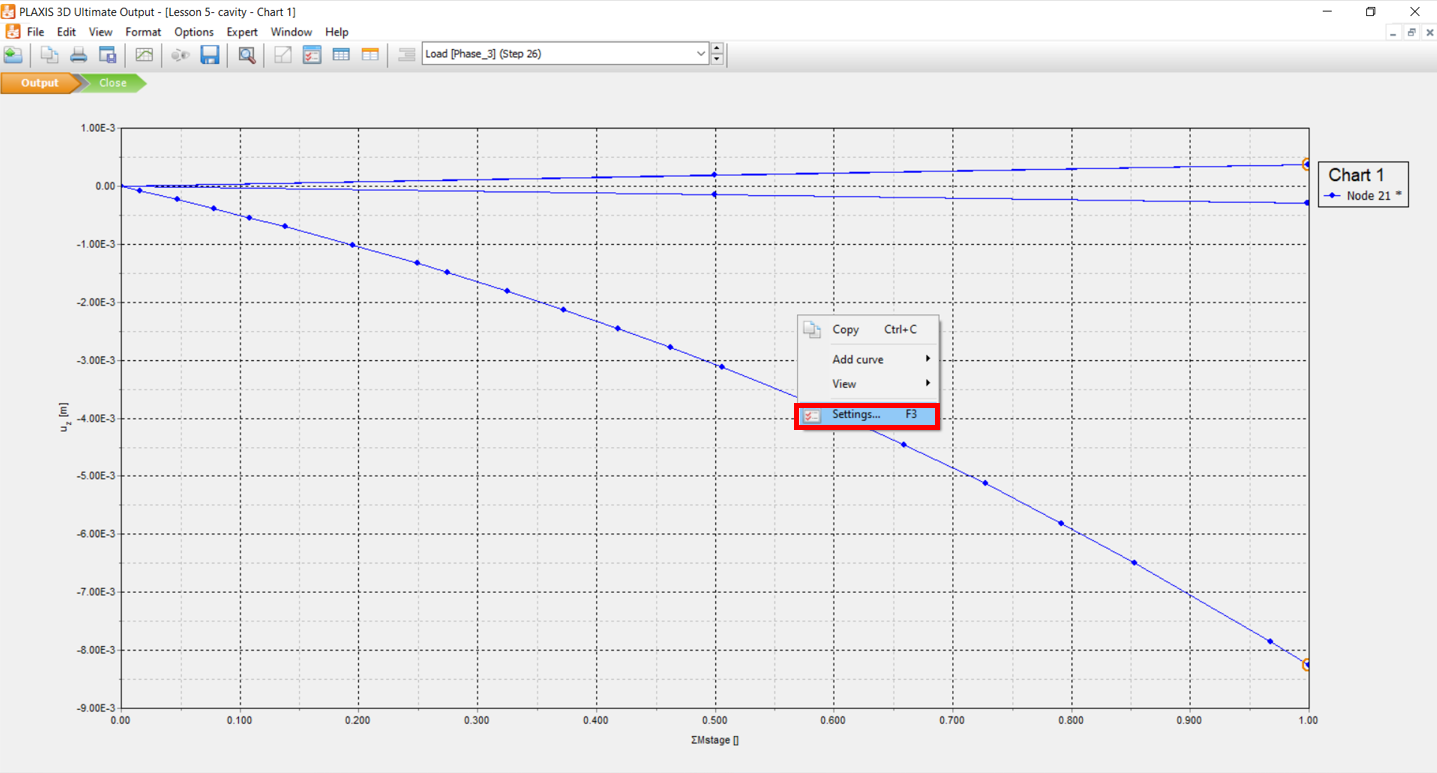 PLAXIS 3D Ultimate Output - [Lesson 5- cavity - Chart 1]
File Edit View Format Options Expert Window Help
Load [Phase_3] (Step 26)
Output Close
1.00E-3
0.00
-1.00E-3
-2.00E-3
-3.00E-3
-4.00E-3
-5.00E-3
-6.00E-3
-7.00E-3
-8.00E-3
-9.00E-3
uz [m]
Chart 1
Node 21 *
Copy Ctrl+C
Add curve
View
Settings... F3
0.00 0.100 0.200 0.300 0.400 0.500 0.600 0.700 0.800 0.900 1.00
ΣMstage []